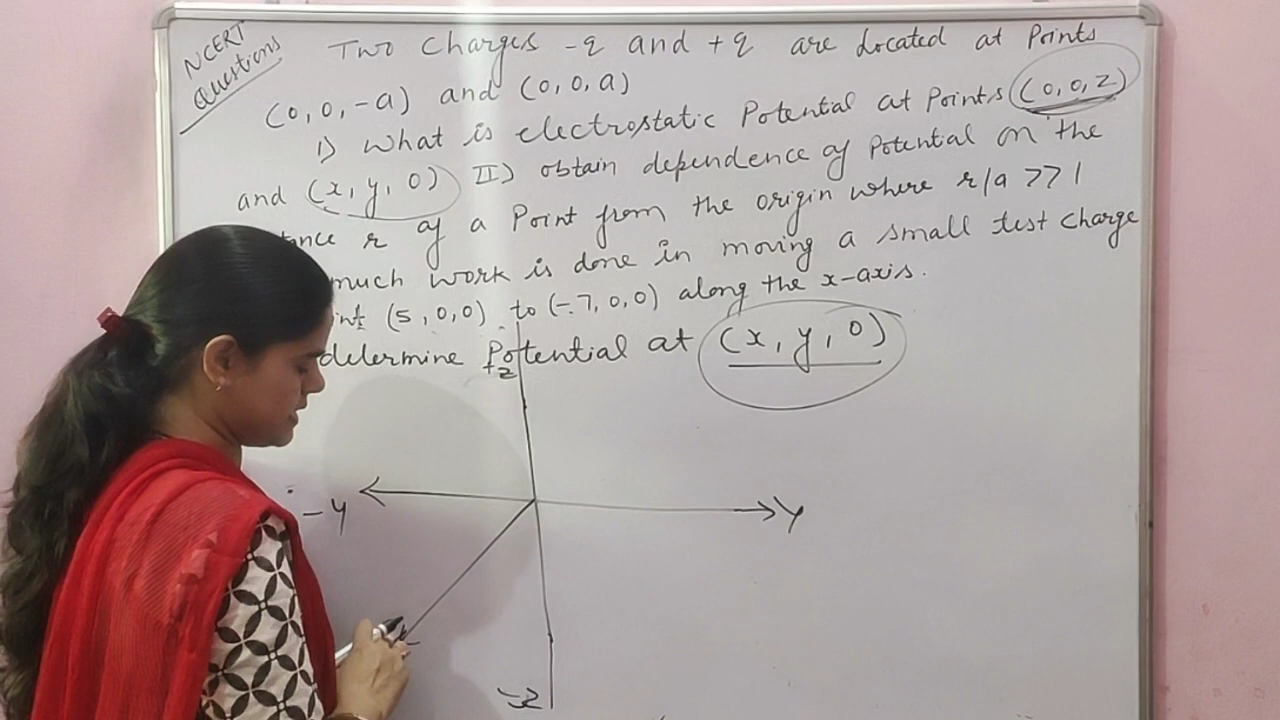 NCERT
Questions
Two Charges -q and +q are Located at Points
(0, 0, -a) and (0, 0, a)
1) What is electrostatic Potential at Points (0, 0, z)
and (x, y, 0) II) obtain dependence of Potential on the
r of a Point from the origin where r/a >> 1
much work is done in moving a small test charge
(5, 0, 0) to (-7, 0, 0) along the x-axis.
delermine Potential at (x, y, 0)
+z
-y
y
-z